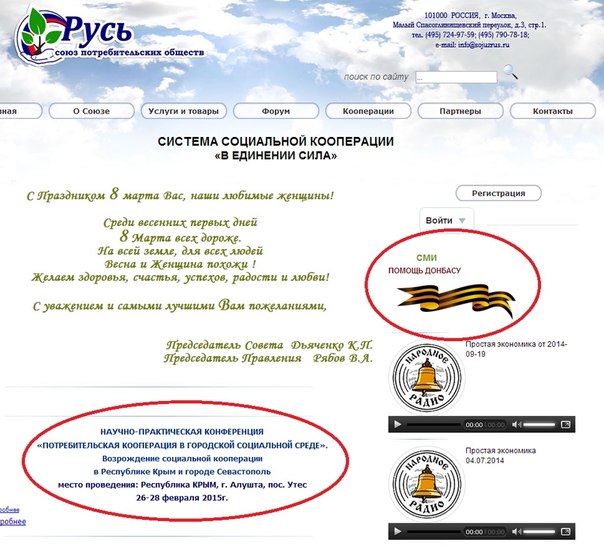 Русь
союз потребительских обществ
101000 РОССИЯ, г. Москва,
Малый Спасоглинищевский переулок, д.3, стр.1.
тел. (495) 724-97-59; (495) 790-78-18;
e-mail: info@sojuzrus.ru
поиск по сайту
...
вная
О Союзе
Услуги и товары
Форум
Кооперации
Партнеры
Контакты
СИСТЕМА СОЦИАЛЬНОЙ КООПЕРАЦИИ
«В ЕДИНЕНИИ СИЛА»
С Праздником 8 марта Вас, наши любимые женщины!
Среди весенних первых дней
8 Марта всех дороже.
На всей земле, для всех людей
Весна и Женщина похожи !
Желаем здоровья, счастья, успехов, радости и любви!
С уважением и самыми лучшими Вам пожеланиями,
Председатель Совета Дьяченко К.П.
Председатель Правления Рябов В.А.
НАУЧНО-ПРАКТИЧЕСКАЯ КОНФЕРЕНЦИЯ
«ПОТРЕБИТЕЛЬСКАЯ КООПЕРАЦИЯ В ГОРОДСКОЙ СОЦИАЛЬНОЙ СРЕДЕ».
Возрождение социальной кооперации
в Республике Крым и городе Севастополь
место проведения: Республика КРЫМ, г. Алушта, пос. Утес
26-28 февраля 2015г.
робнее
робнее
Регистрация
Войти
СМИ
ПОМОЩЬ ДОНБАСУ
НАРОДНОЕ
РАДИО
Простая экономика от 2014-
09-19
00:00/00:00
НАРОДНОЕ
РАДИО
Простая экономика
04.07.2014
00:00/00:00